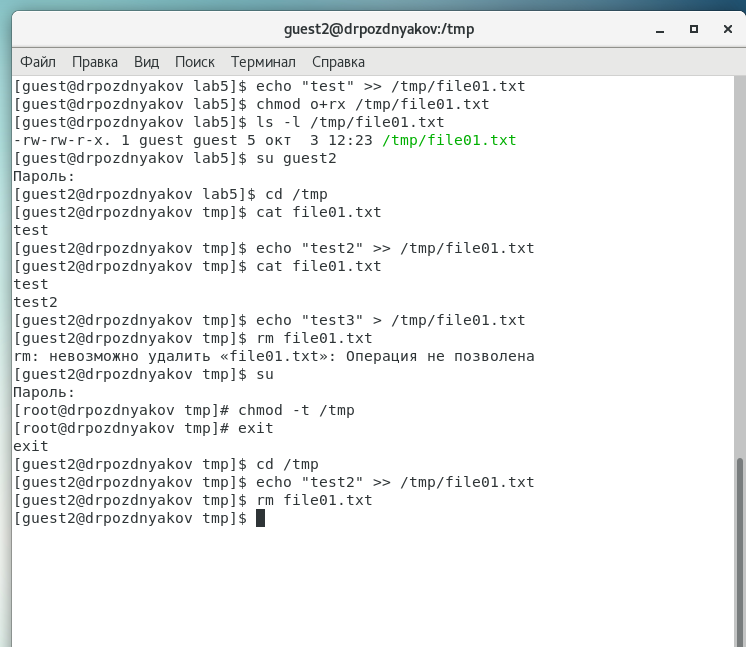 guest2@drpozdnyakov:/tmp
Файл Правка Вид Поиск Терминал Справка
[guest@drpozdnyakov lab5]$ echo "test" >> /tmp/file01.txt
[guest@drpozdnyakov lab5]$ chmod o+rx /tmp/file01.txt
[guest@drpozdnyakov lab5]$ ls -l /tmp/file01.txt
-rw-rw-r-x. 1 guest guest 5 окт  3 12:23 /tmp/file01.txt
[guest@drpozdnyakov lab5]$ su guest2
Пароль:
[guest2@drpozdnyakov lab5]$ cd /tmp
[guest2@drpozdnyakov tmp]$ cat file01.txt
test
[guest2@drpozdnyakov tmp]$ echo "test2" >> /tmp/file01.txt
[guest2@drpozdnyakov tmp]$ cat file01.txt
test
test2
[guest2@drpozdnyakov tmp]$ echo "test3" > /tmp/file01.txt
[guest2@drpozdnyakov tmp]$ rm file01.txt
rm: невозможно удалить «file01.txt»: Операция не позволена
[guest2@drpozdnyakov tmp]$ su
Пароль:
[root@drpozdnyakov tmp]# chmod -t /tmp
[root@drpozdnyakov tmp]# exit
exit
[guest2@drpozdnyakov tmp]$ cd /tmp
[guest2@drpozdnyakov tmp]$ echo "test2" >> /tmp/file01.txt
[guest2@drpozdnyakov tmp]$ rm file01.txt
[guest2@drpozdnyakov tmp]$